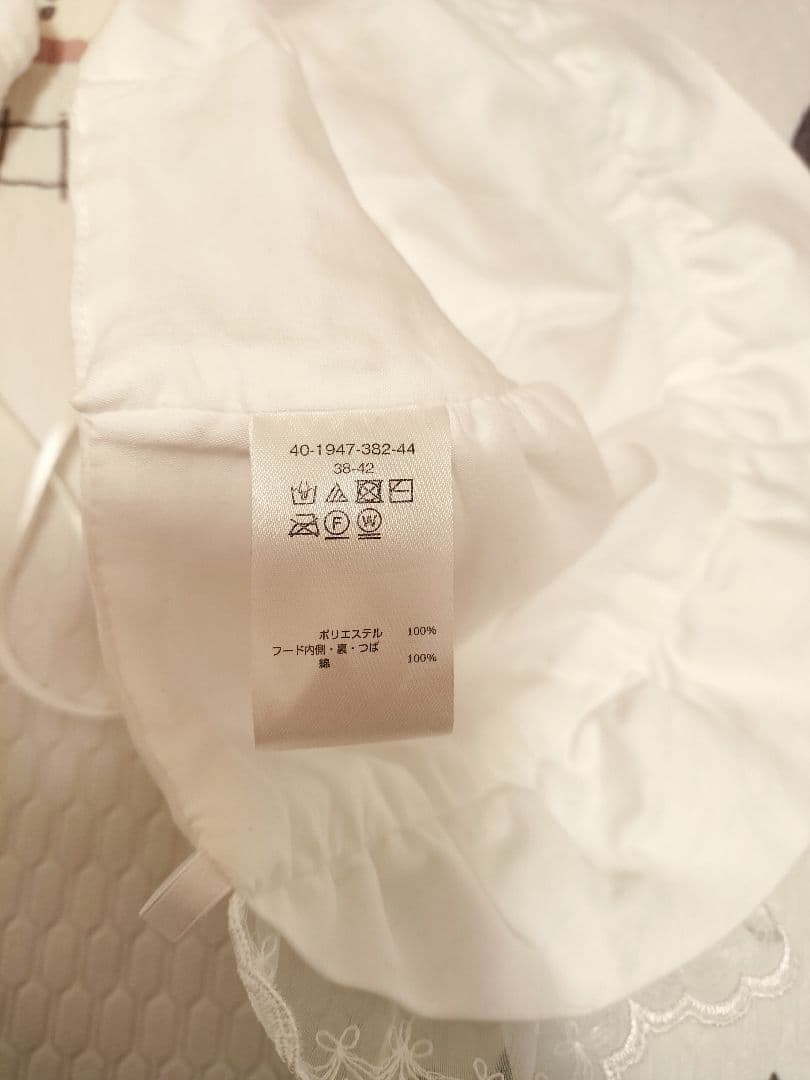 40-1947-382-44
38-42
F W
ポリエステル 100%
フード内側・裏・つば
綿 100%